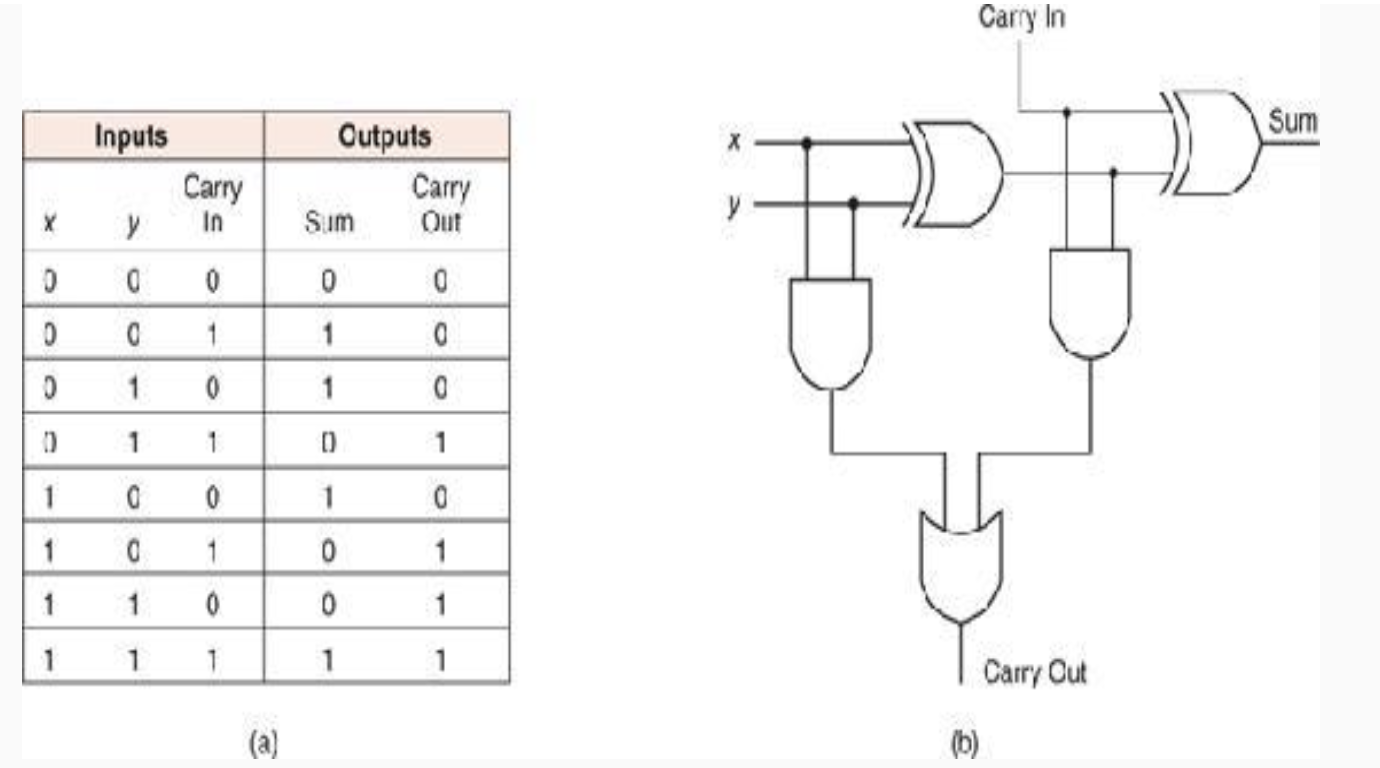 Inputs Outputs
x y Carry In Sum Carry Out
0 0 0 0 0
0 0 1 1 0
0 1 0 1 0
0 1 1 0 1
1 0 0 1 0
1 0 1 0 1
1 1 0 0 1
1 1 1 1 1
(a)
Carry In
x
y
Sum
Carry Out
(b)